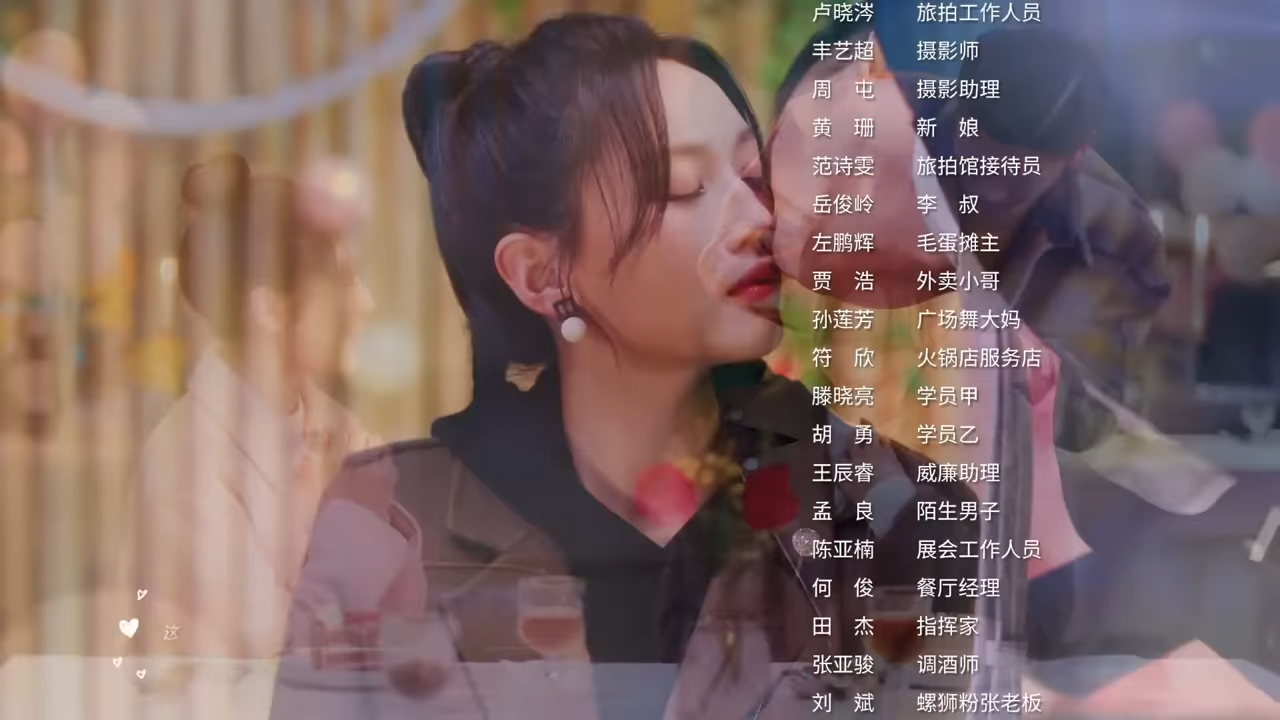 卢晓涔 旅拍工作人员
丰艺超 摄影师
周 屯 摄影助理
黄 珊 新 娘
范诗雯 旅拍馆接待员
岳俊岭 李 叔
左鹏辉 毛蛋摊主
贾 浩 外卖小哥
孙莲芳 广场舞大妈
符 欣 火锅店服务店
滕晓亮 学员甲
胡 勇 学员乙
王辰睿 威廉助理
孟 良 陌生男子
陈亚楠 展会工作人员
何 俊 餐厅经理
田 杰 指挥家
张亚骏 调酒师
刘 斌 螺狮粉张老板
这